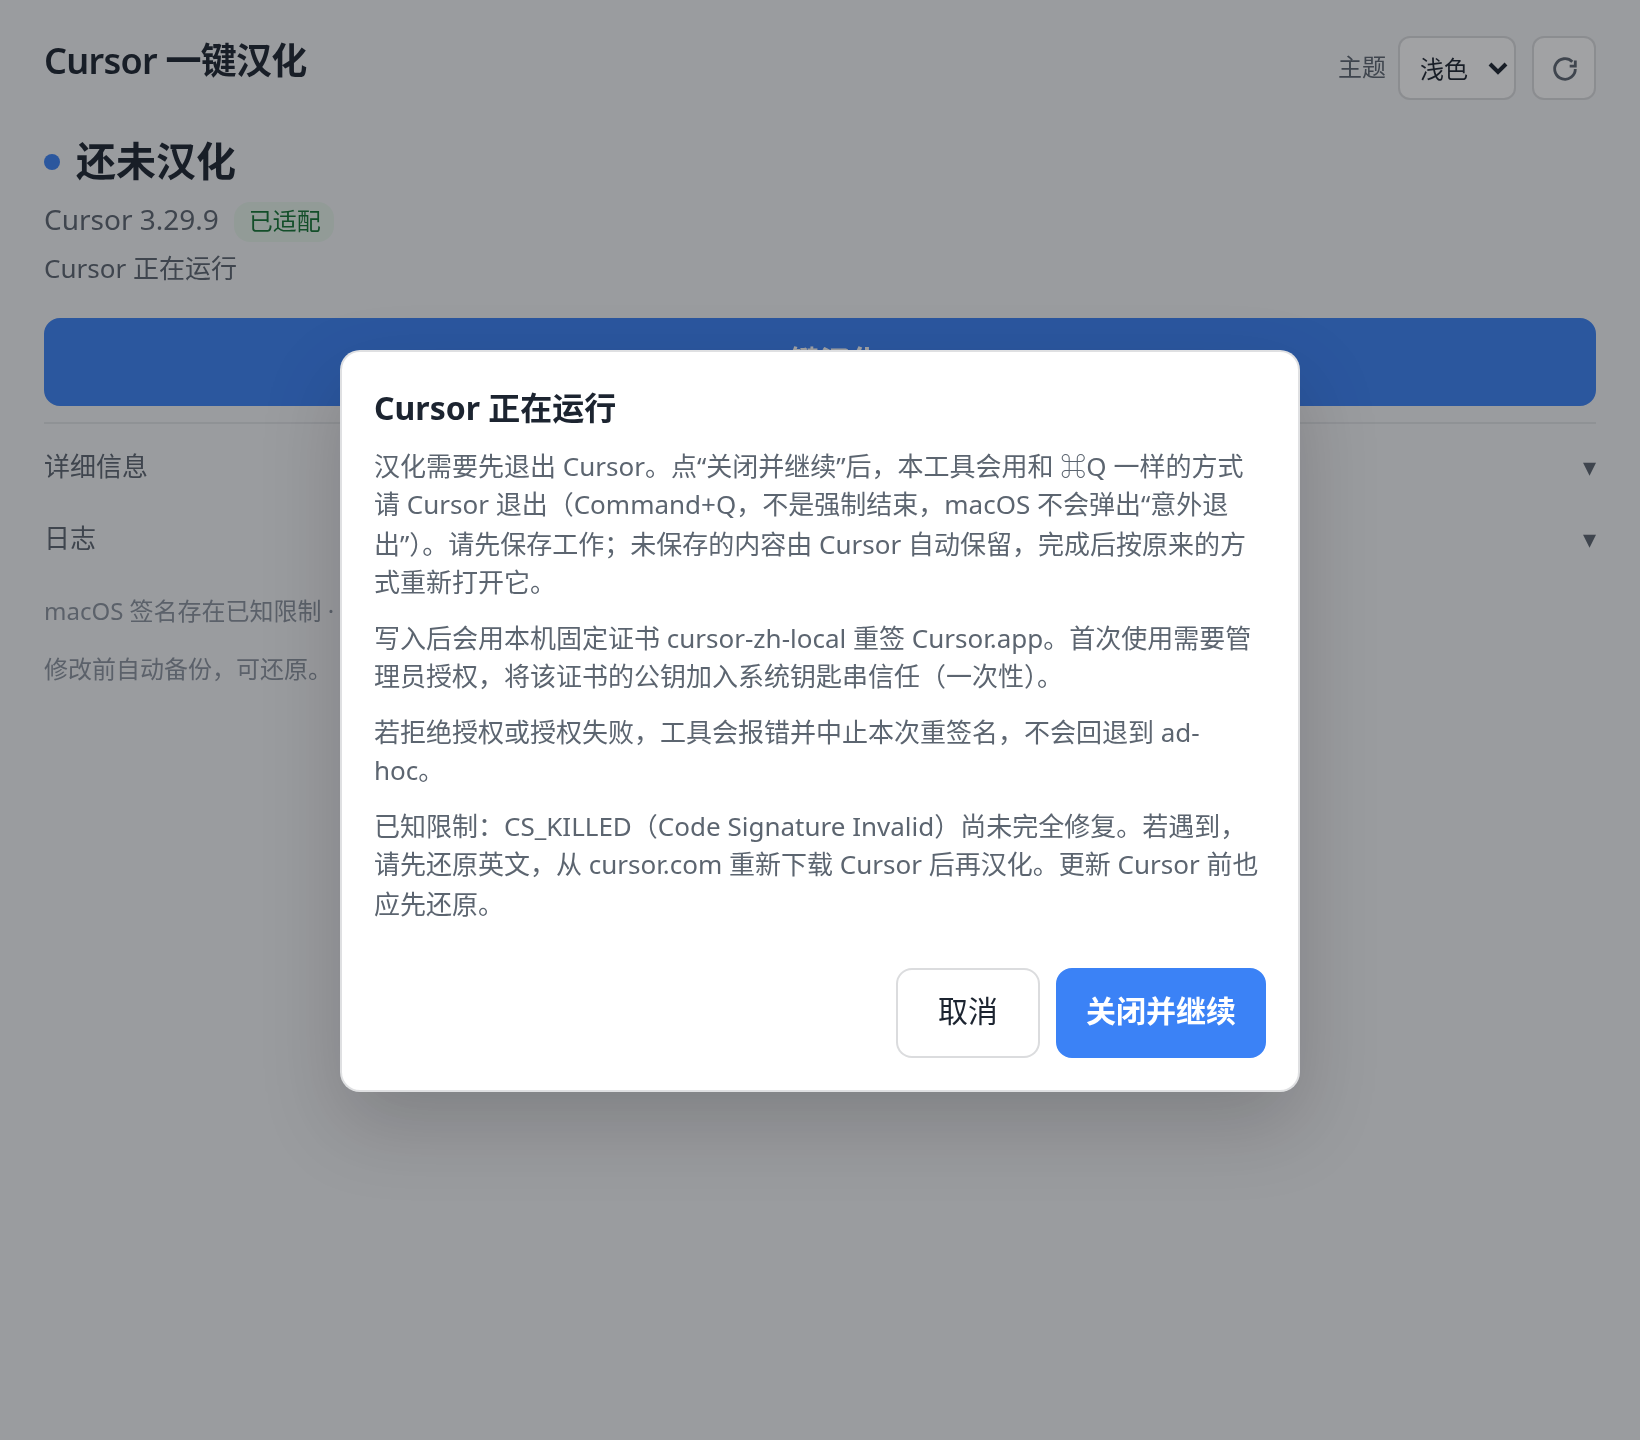 Cursor 一键汉化
主题
浅色
还未汉化
Cursor 3.29.9 已适配
Cursor 正在运行
Cursor 正在运行
汉化需要先退出 Cursor。点“关闭并继续”后，本工具会用和 ⌘Q 一样的方式
请 Cursor 退出（Command+Q，不是强制结束，macOS 不会弹出“意外退
出”）。请先保存工作；未保存的内容由 Cursor 自动保留，完成后按原来的方
式重新打开它。
写入后会用本机固定证书 cursor-zh-local 重签 Cursor.app。首次使用需要管
理员授权，将该证书的公钥加入系统钥匙串信任（一次性）。
若拒绝授权或授权失败，工具会报错并中止本次重签名，不会回退到 ad-
hoc。
已知限制：CS_KILLED（Code Signature Invalid）尚未完全修复。若遇到，
请先还原英文，从 cursor.com 重新下载 Cursor 后再汉化。更新 Cursor 前也
应先还原。
取消
关闭并继续
详细信息
日志
macOS 签名存在已知限制 ·
修改前自动备份，可还原。